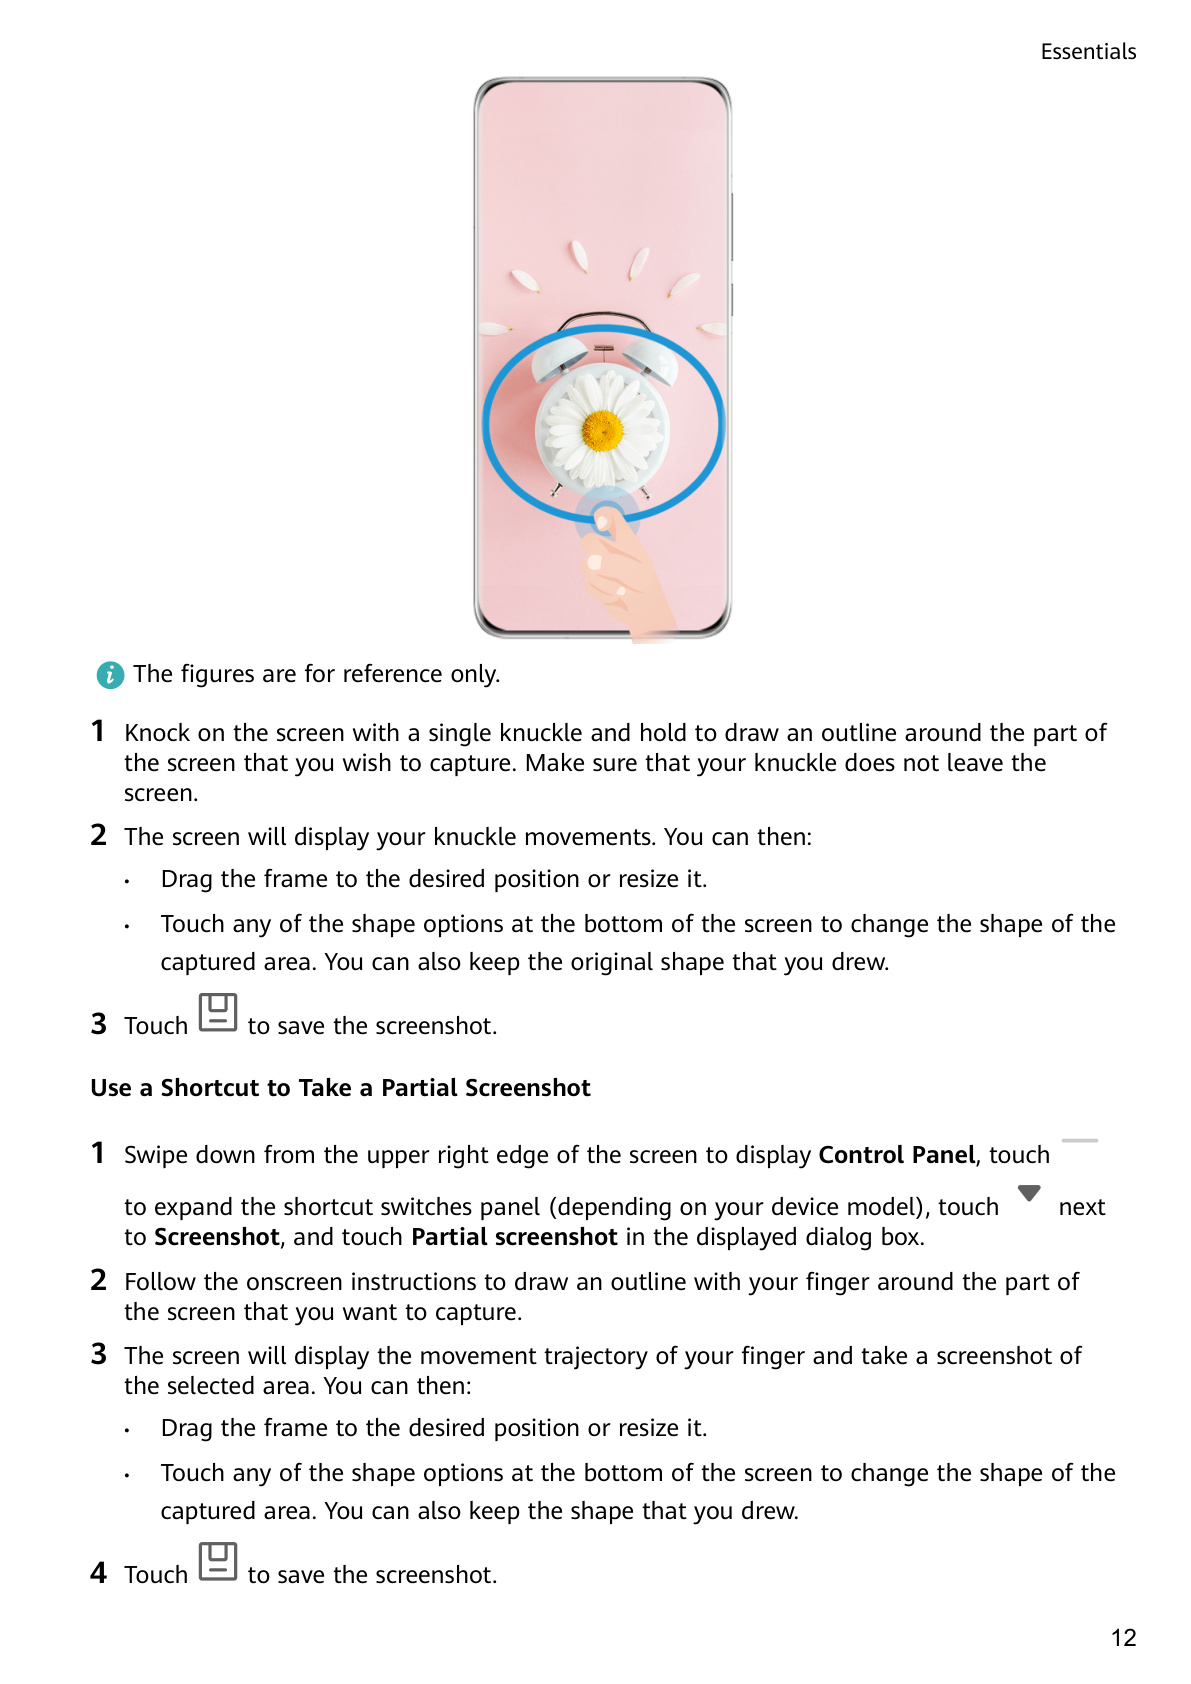 Essentials
The figures are for reference only.
1 Knock on the screen with a single knuckle and hold to draw an outline around the part of
the screen that you wish to capture. Make sure that your knuckle does not leave the
screen.
2 The screen will display your knuckle movements. You can then:
• Drag the frame to the desired position or resize it.
• Touch any of the shape options at the bottom of the screen to change the shape of the
captured area. You can also keep the original shape that you drew.
3 Touch to save the screenshot.
Use a Shortcut to Take a Partial Screenshot
1 Swipe down from the upper right edge of the screen to display Control Panel, touch
to expand the shortcut switches panel (depending on your device model), touch next
to Screenshot, and touch Partial screenshot in the displayed dialog box.
2 Follow the onscreen instructions to draw an outline with your finger around the part of
the screen that you want to capture.
3 The screen will display the movement trajectory of your finger and take a screenshot of
the selected area. You can then:
• Drag the frame to the desired position or resize it.
• Touch any of the shape options at the bottom of the screen to change the shape of the
captured area. You can also keep the shape that you drew.
4 Touch to save the screenshot.
12